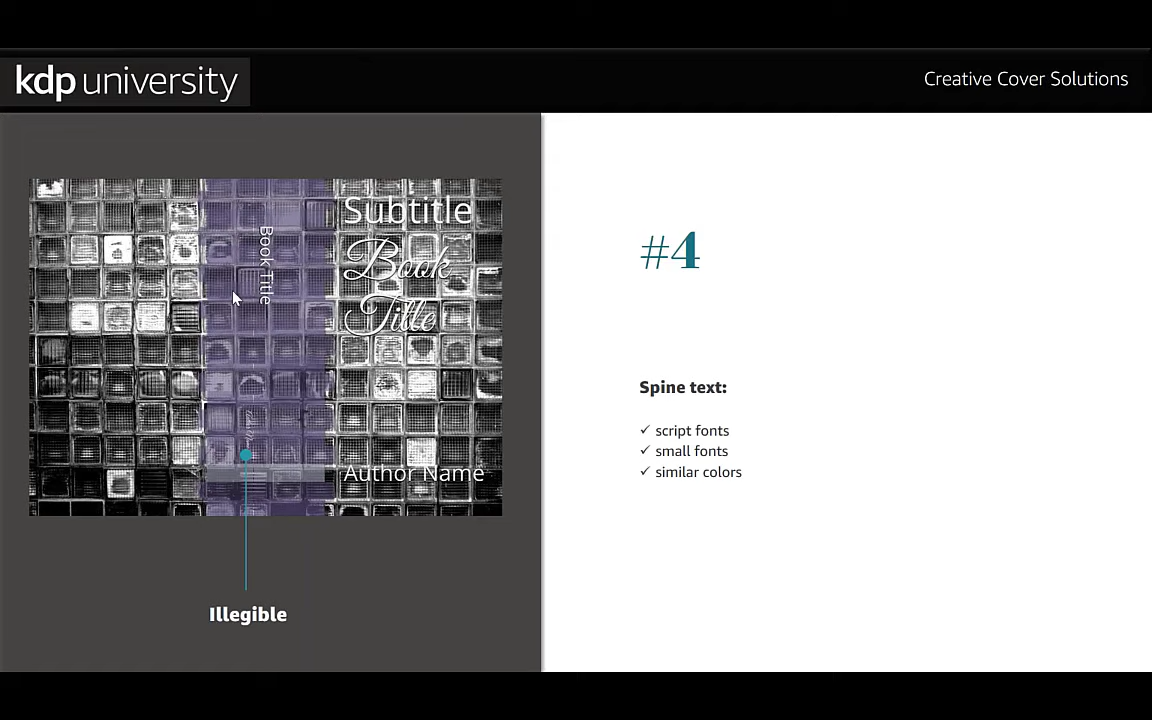 kdp university
Creative Cover Solutions
Subtitle
Book
Title
Book Title
Author Name
Illegible
#4
Spine text:
✓ script fonts
✓ small fonts
✓ similar colors